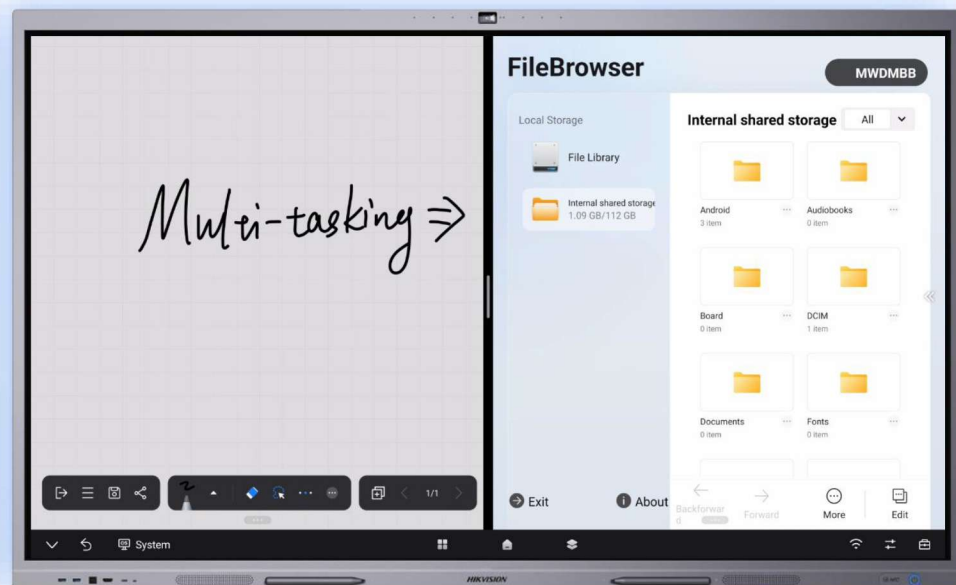 Multi-tasking ⇒
1/1
System
FileBrowser
MWDMBB
Local Storage
File Library
Internal shared storage
1.09 GB/112 GB
Exit
About
Internal shared storage
All
Android
3 item
Audiobooks
0 item
Board
0 item
DCIM
1 item
Documents
0 item
Fonts
0 item
Backforwar
d
Forward
More
Edit
HIKVISION